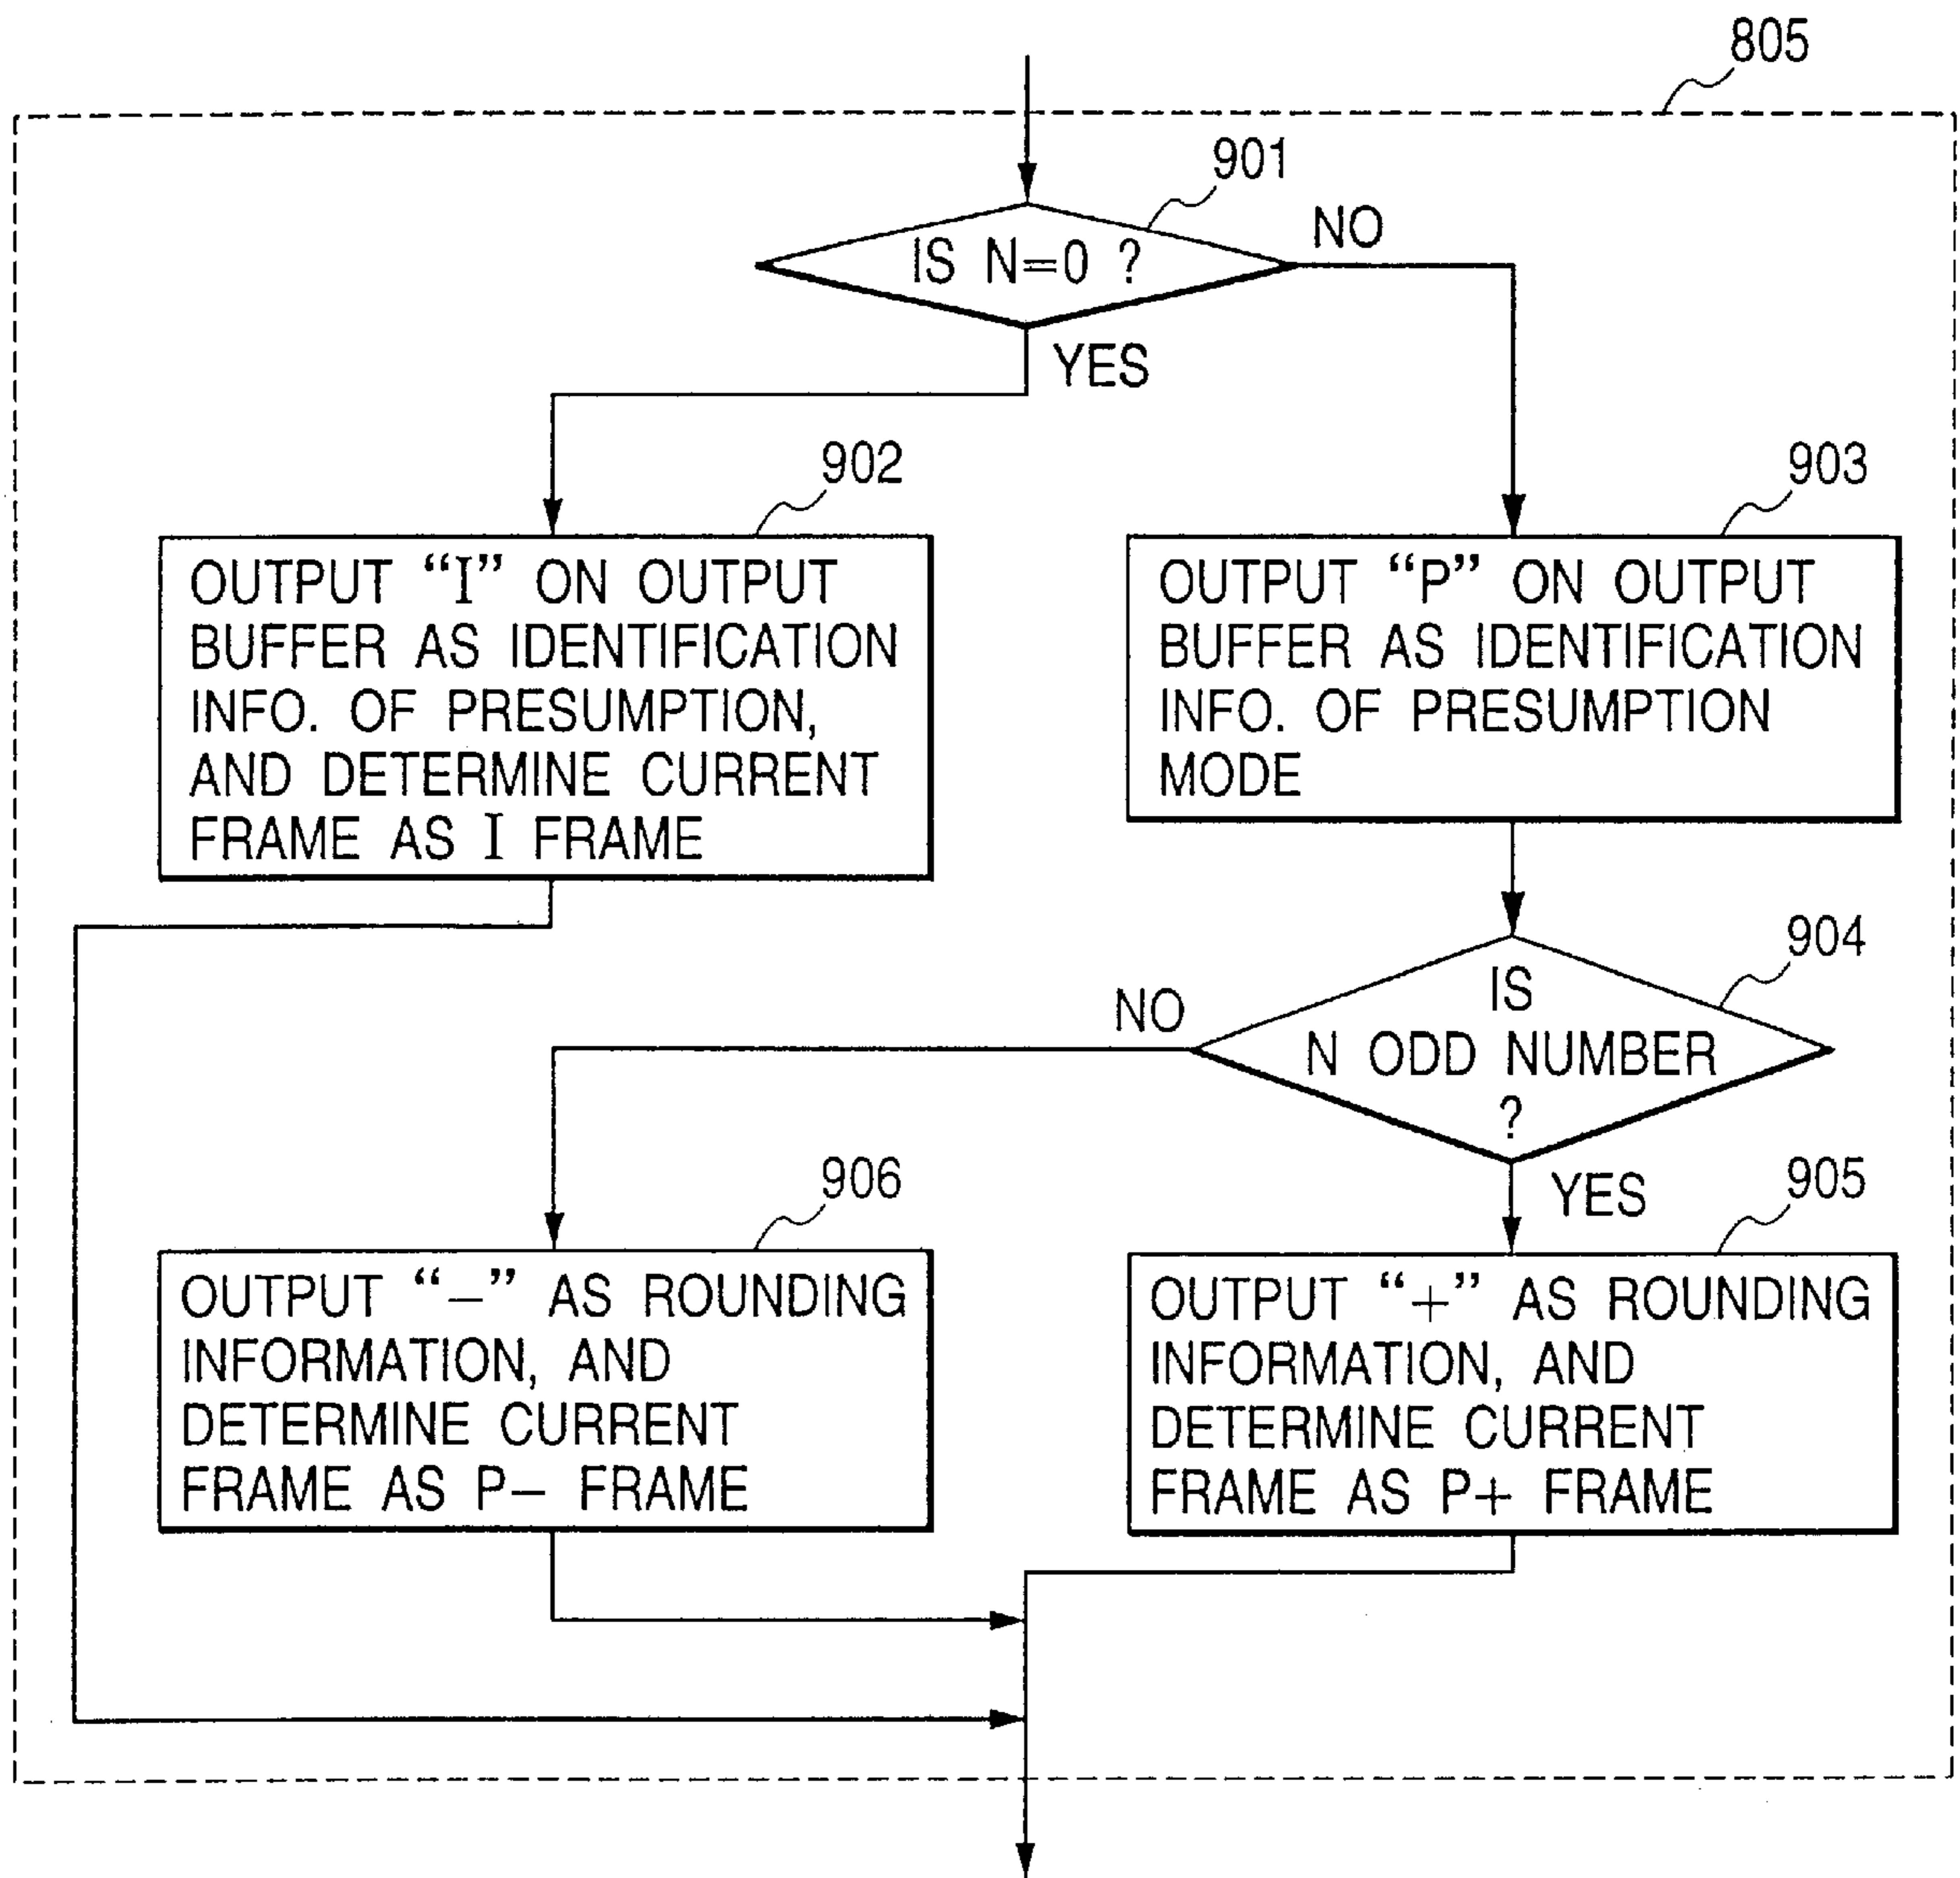 805
901
IS N=0 ?
NO
YES
902
OUTPUT “I” ON OUTPUT
BUFFER AS IDENTIFICATION
INFO. OF PRESUMPTION,
AND DETERMINE CURRENT
FRAME AS I FRAME
903
OUTPUT “P” ON OUTPUT
BUFFER AS IDENTIFICATION
INFO. OF PRESUMPTION
MODE
904
IS
N ODD NUMBER
?
NO
YES
906
OUTPUT “–” AS ROUNDING
INFORMATION, AND
DETERMINE CURRENT
FRAME AS P– FRAME
905
OUTPUT “+” AS ROUNDING
INFORMATION, AND
DETERMINE CURRENT
FRAME AS P+ FRAME